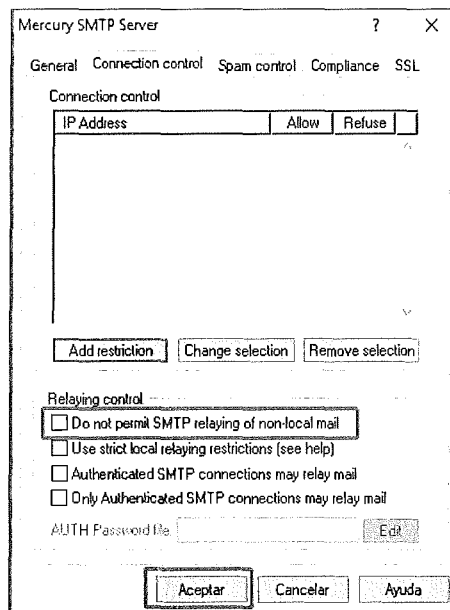 Mercury SMTP Server ? X
General Connection control Spam control Compliance SSL
Connection control
IP Address Allow Refuse
Add restriction Change selection Remove selection
Relaying control
Do not permit SMTP relaying of non-local mail
Use strict local relaying restrictions (see help)
Authenticated SMTP connections may relay mail
Only Authenticated SMTP connections may relay mail
AUTH Password file Edit
Aceptar Cancelar Ayuda